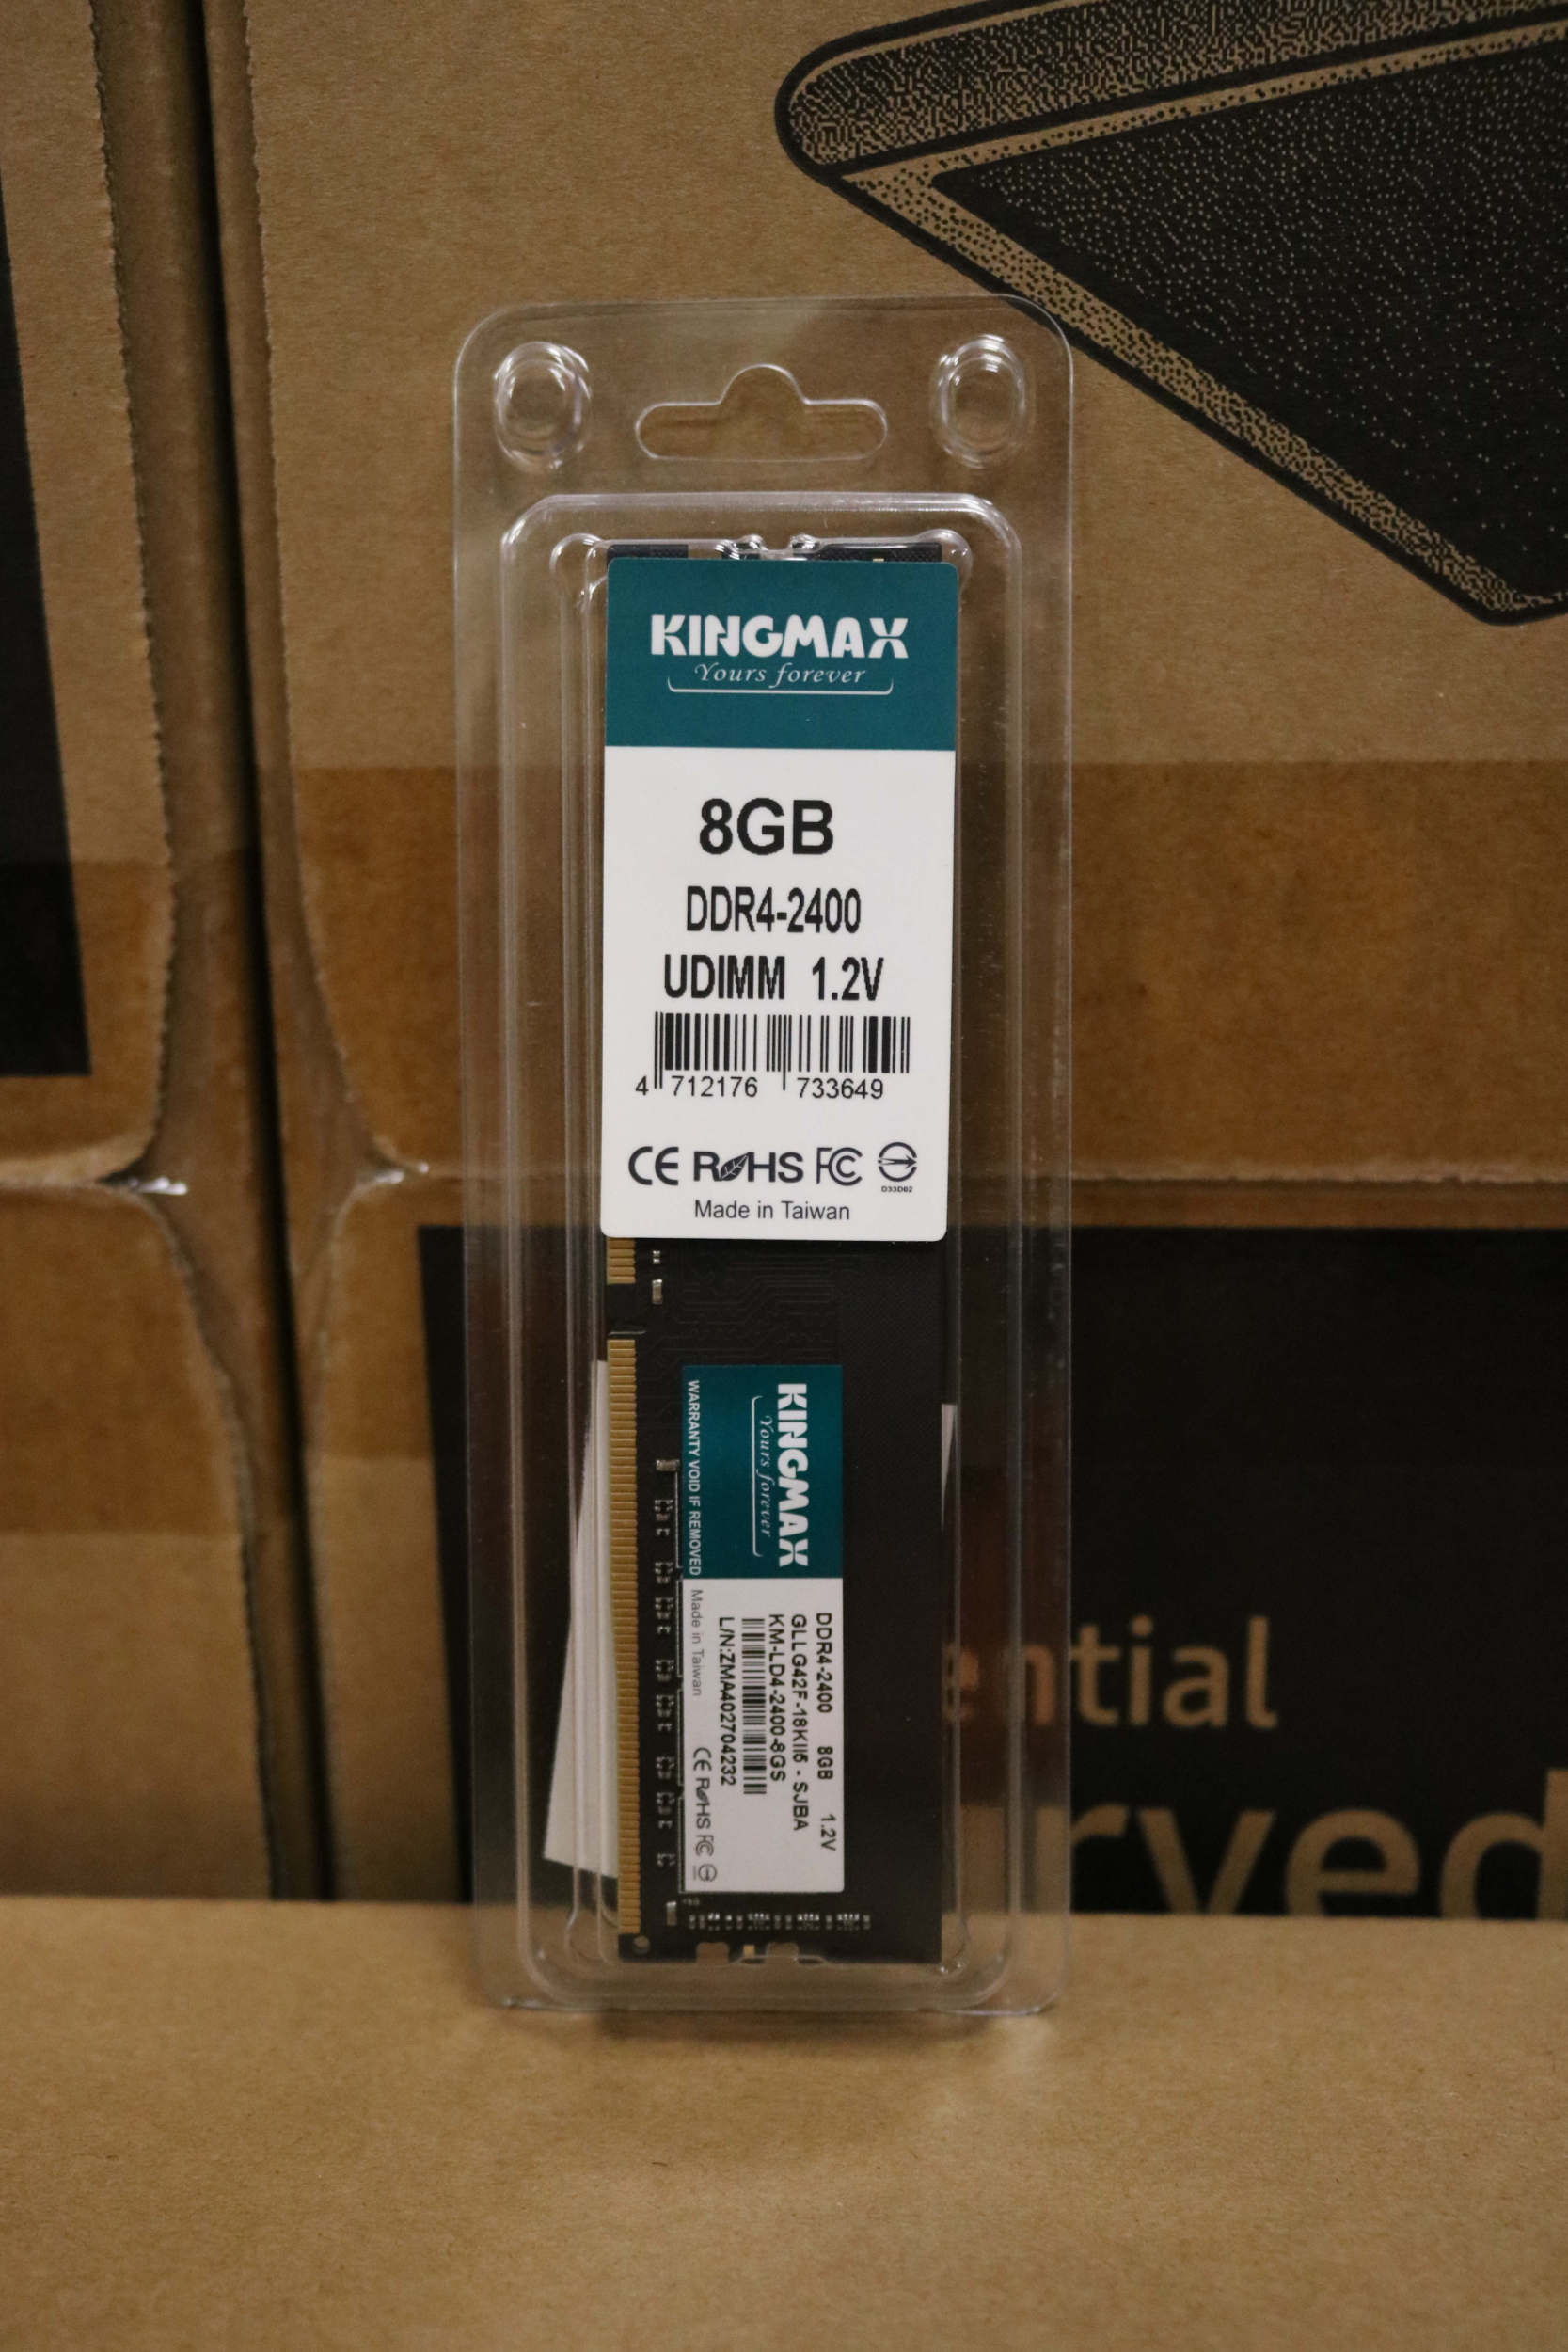 KINGMAX
Yours forever
8GB
DDR4-2400
UDIMM 1.2V
4 712176 733649
CE RoHS FC
D33D02
Made in Taiwan
KINGMAX
Yours forever
WARRANTY VOID IF REMOVED
DDR4-2400 8GB 1.2V
GLLG42F-18KII5 - SJBA
KM-LD4-2400-8GS
L/N:ZMA402704232
Made in Taiwan
CE RoHS FC
ential
rved